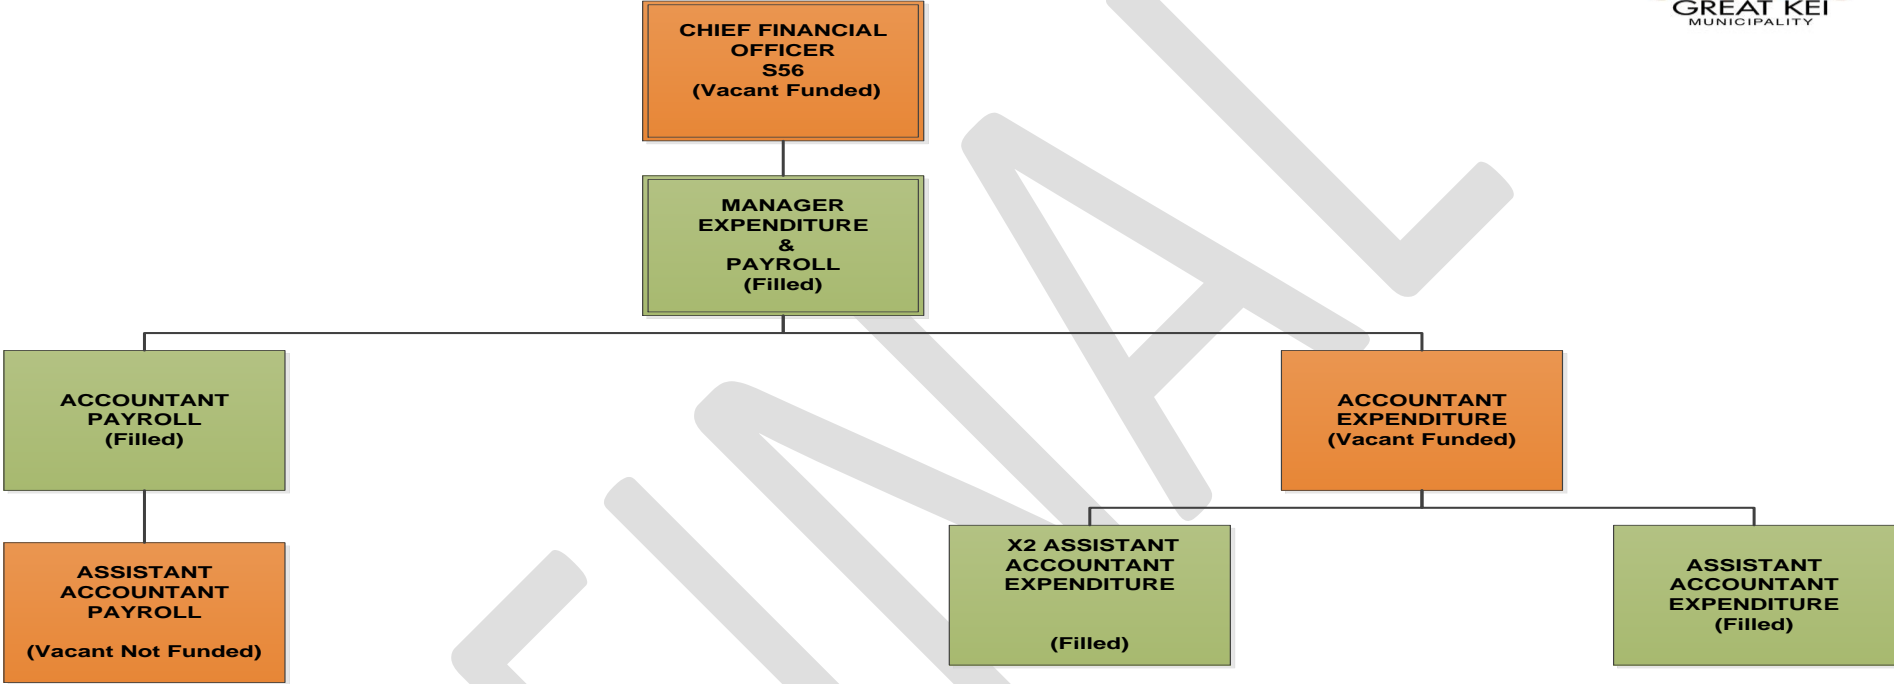 GREAT KEI
MUNICIPALITY
CHIEF FINANCIAL
OFFICER
S56
(Vacant Funded)
MANAGER
EXPENDITURE
&
PAYROLL
(Filled)
ACCOUNTANT
PAYROLL
(Filled)
ACCOUNTANT
EXPENDITURE
(Vacant Funded)
ASSISTANT
ACCOUNTANT
PAYROLL
(Vacant Not Funded)
X2 ASSISTANT
ACCOUNTANT
EXPENDITURE
(Filled)
ASSISTANT
ACCOUNTANT
EXPENDITURE
(Filled)
FINAL